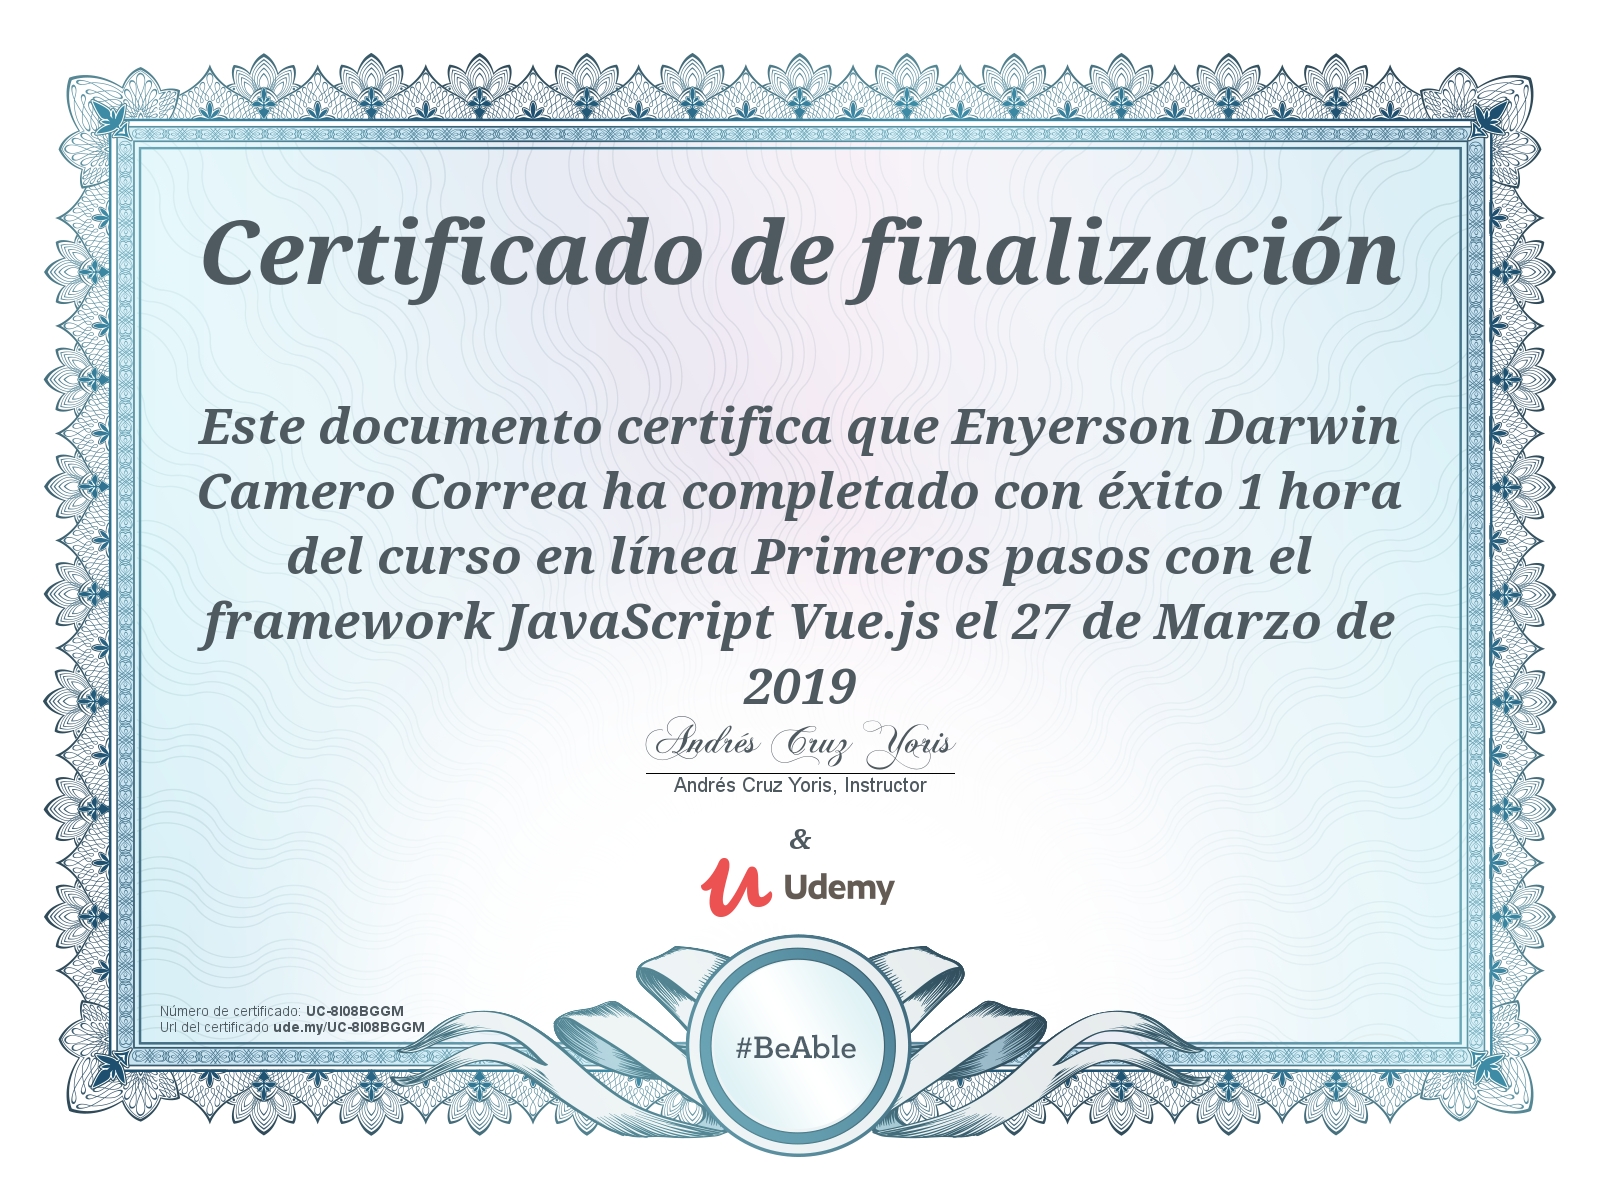 Certificado de finalización
Este documento certifica que Enyerson Darwin
Camero Correa ha completado con éxito 1 hora
del curso en línea Primeros pasos con el
framework JavaScript Vue.js el 27 de Marzo de
2019
Andrés Cruz Yoris
Andrés Cruz Yoris, Instructor
&
Udemy
Número de certificado: UC-8I08BGGM
Url del certificado ude.my/UC-8I08BGGM
#BeAble